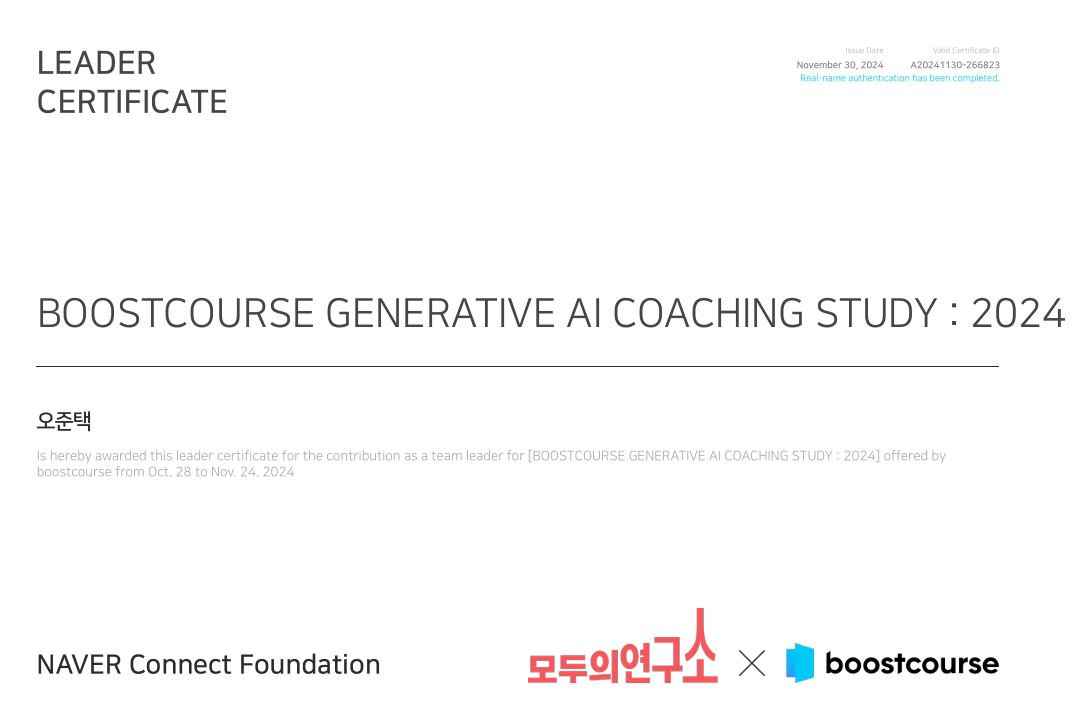 LEADER
CERTIFICATE
Issue Date Valid Certificate ID
November 30, 2024 A20241130-266823
Real-name authentication has been completed.
BOOSTCOURSE GENERATIVE AI COACHING STUDY : 2024
오준택
Is hereby awarded this leader certificate for the contribution as a team leader for [BOOSTCOURSE GENERATIVE AI COACHING STUDY : 2024] offered by
boostcourse from Oct. 28 to Nov. 24. 2024
NAVER Connect Foundation
모두의연구소
boostcourse